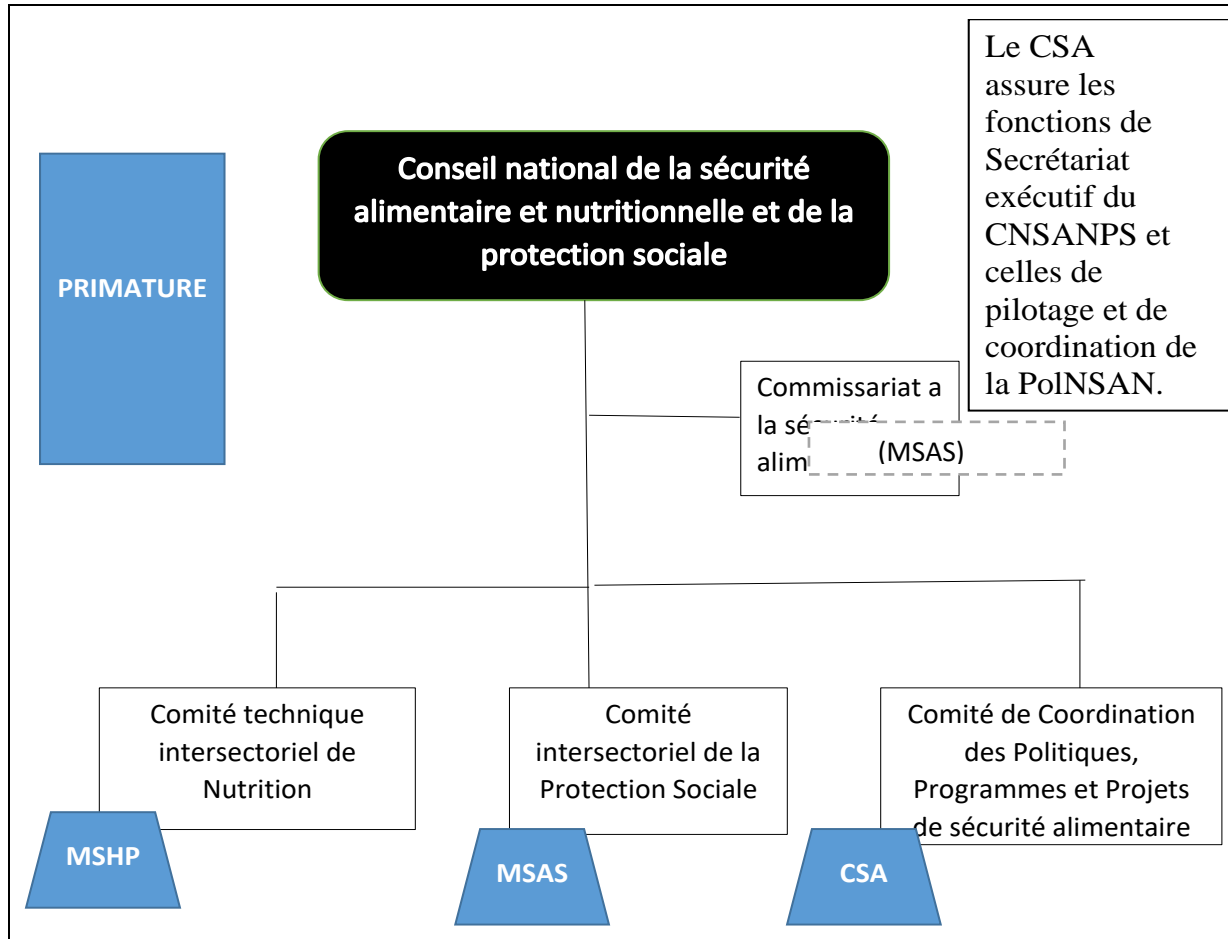 Le CSA
assure les
fonctions de
Secrétariat
exécutif du
CNSANPS et
celles de
pilotage et de
coordination de
la PolNSAN.
PRIMATURE
Conseil national de la sécurité
alimentaire et nutritionnelle et de la
protection sociale
Commissariat a
la sécurité
alim
(MSAS)
Comité technique
intersectoriel de
Nutrition
MSHP
Comité
intersectoriel de la
Protection Sociale
MSAS
Comité de Coordination
des Politiques,
Programmes et Projets
de sécurité alimentaire
CSA